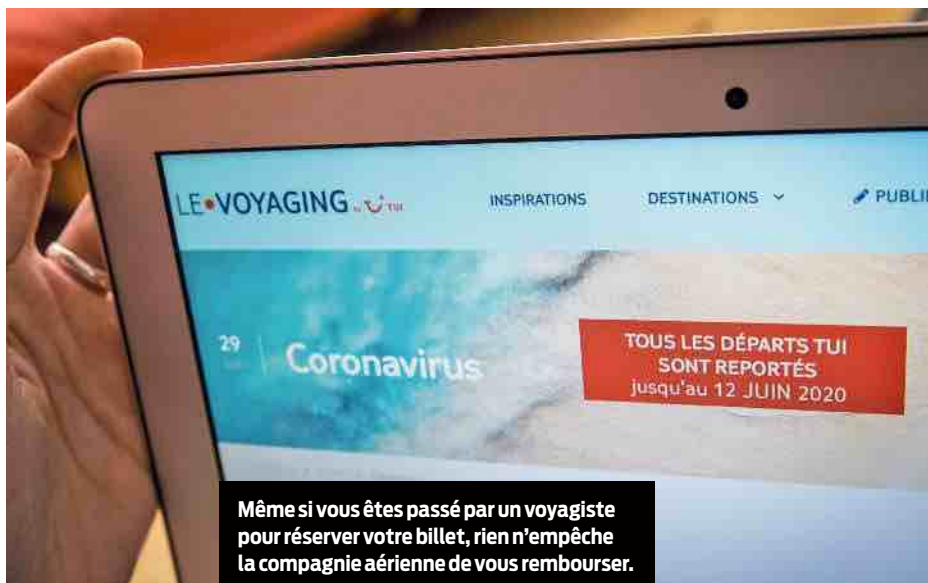 LE•VOYAGING by TUI
INSPIRATIONS
DESTINATIONS
PUBLI
29
Coronavirus
TOUS LES DÉPARTS TUI
SONT REPORTÉS
jusqu'au 12 JUIN 2020
Même si vous êtes passé par un voyagiste
pour réserver votre billet, rien n'empêche
la compagnie aérienne de vous rembourser.